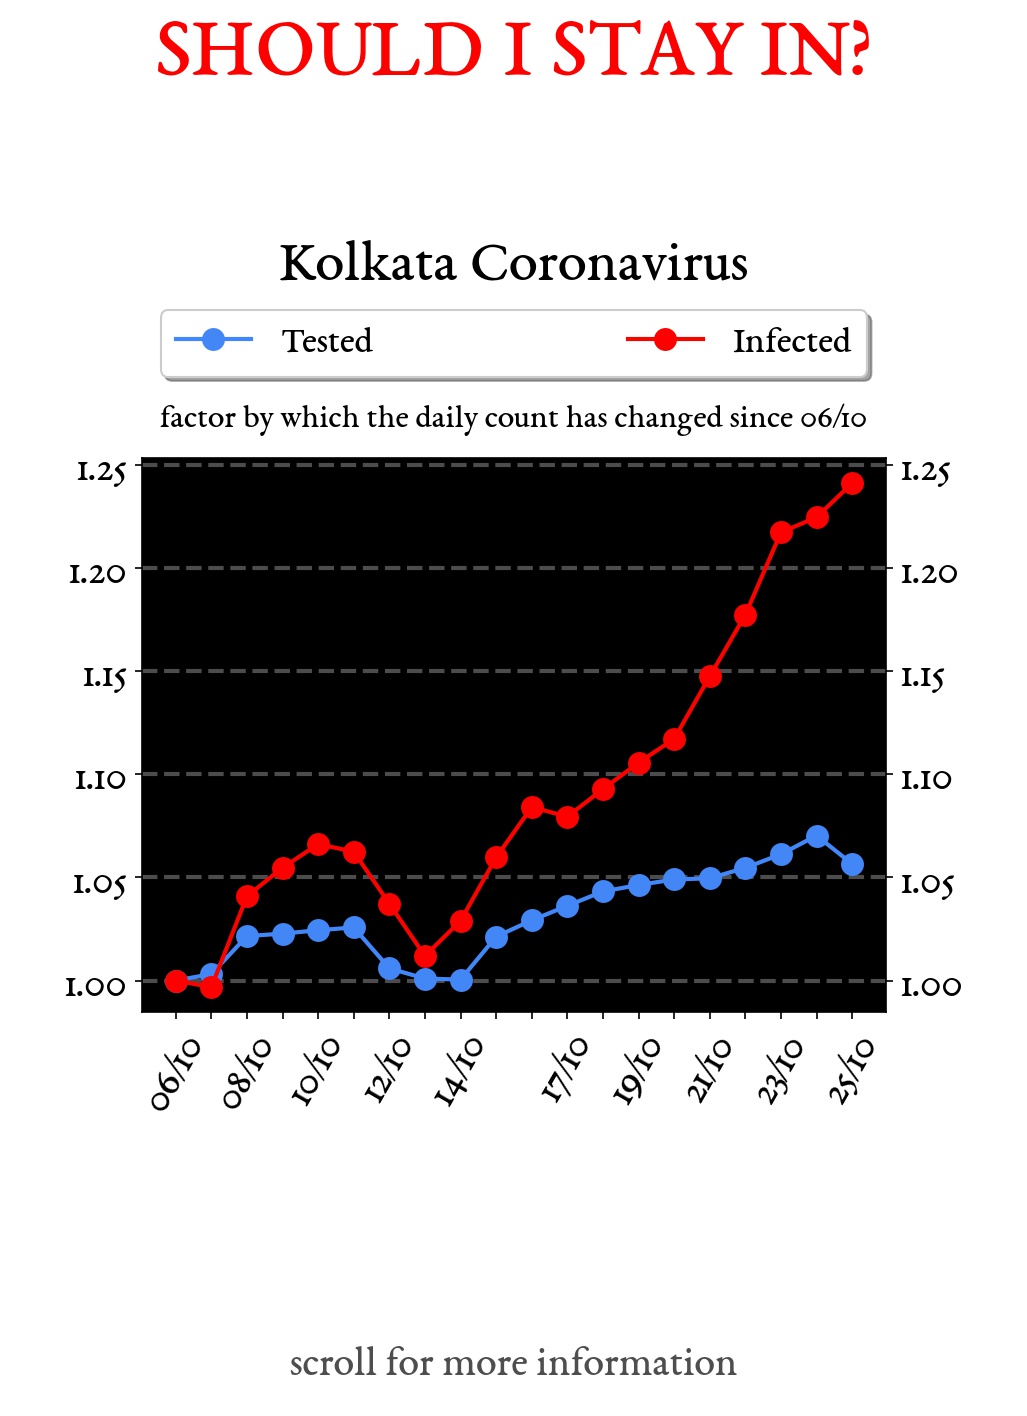 SHOULD I STAY IN?
Kolkata Coronavirus
Tested Infected
factor by which the daily count has changed since 06/10
1.25 1.25
1.20 1.20
1.15 1.15
1.10 1.10
1.05 1.05
1.00 1.00
06/10 08/10 10/10 12/10 14/10 17/10 19/10 21/10 23/10 25/10
scroll for more information